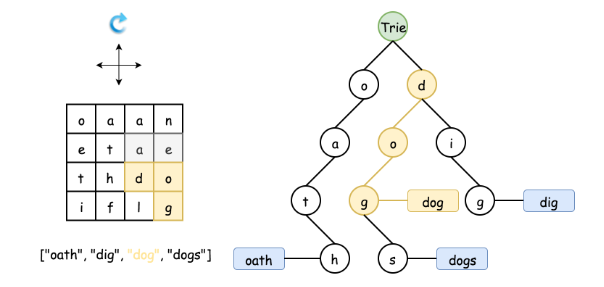 Trie
o d
o a a n
e t a e
a o i
t h d o
t g dog g dig
i f l g
["oath", "dig", "dog", "dogs"]
oath h s dogs